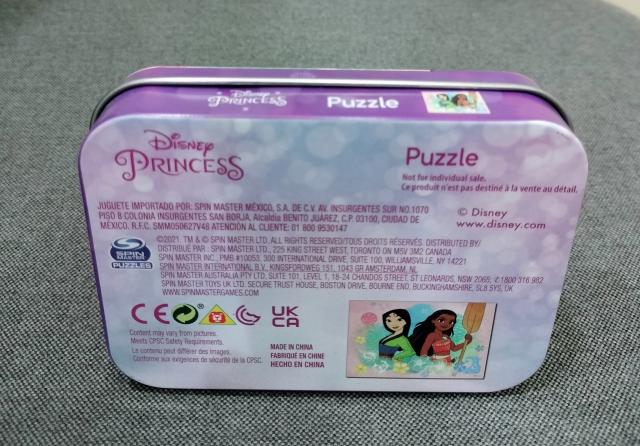 Disney
PRINCESS
Puzzle
Disney
PRINCESS
Puzzle
Not for individual sale.
Ce produit n'est pas destiné à la vente au détail.
JUGUETE IMPORTADO POR: SPIN MASTER MÉXICO, S.A. DE C.V. AV. INSURGENTES SUR NO.1070
PISO 8 COLONIA INSURGENTES SAN BORJA, Alcaldía BENITO JUÁREZ, C.P. 03100, CIUDAD DE
MÉXICO. R.F.C. SMM050627V48 ATENCIÓN AL CLIENTE: 01 800 9530147
© Disney
www.disney.com
SPIN
MASTER
PUZZLES
©2021 TM & © SPIN MASTER LTD. ALL RIGHTS RESERVED/TOUS DROITS RÉSERVÉS. DISTRIBUTED BY/
DISTRIBUÉ PAR : SPIN MASTER LTD., 225 KING STREET WEST, TORONTO ON M5V 3M2 CANADA
SPIN MASTER INC., PMB #10053, 300 INTERNATIONAL DRIVE, SUITE 100, WILLIAMSVILLE, NY 14221
SPIN MASTER INTERNATIONAL B.V., KINGSFORDWEG 151, 1043 GR AMSTERDAM, NL
SPIN MASTER AUSTRALIA PTY LTD, SUITE 101, LEVEL 1, 18-24 CHANDOS STREET, ST LEONARDS, NSW 2065; 1800 316 982
SPIN MASTER TOYS UK LTD. SECURE TRUST HOUSE, BOSTON DRIVE, BOURNE END, BUCKINGHAMSHIRE, SL8 5YS, UK
WWW.SPINMASTERGAMES.COM
CE
UK
CA
Content may vary from pictures.
Meets CPSC Safety Requirements.
Le contenu peut différer des images.
Conforme aux exigences de sécurité de la CPSC.
MADE IN CHINA
FABRIQUÉ EN CHINE
HECHO EN CHINA